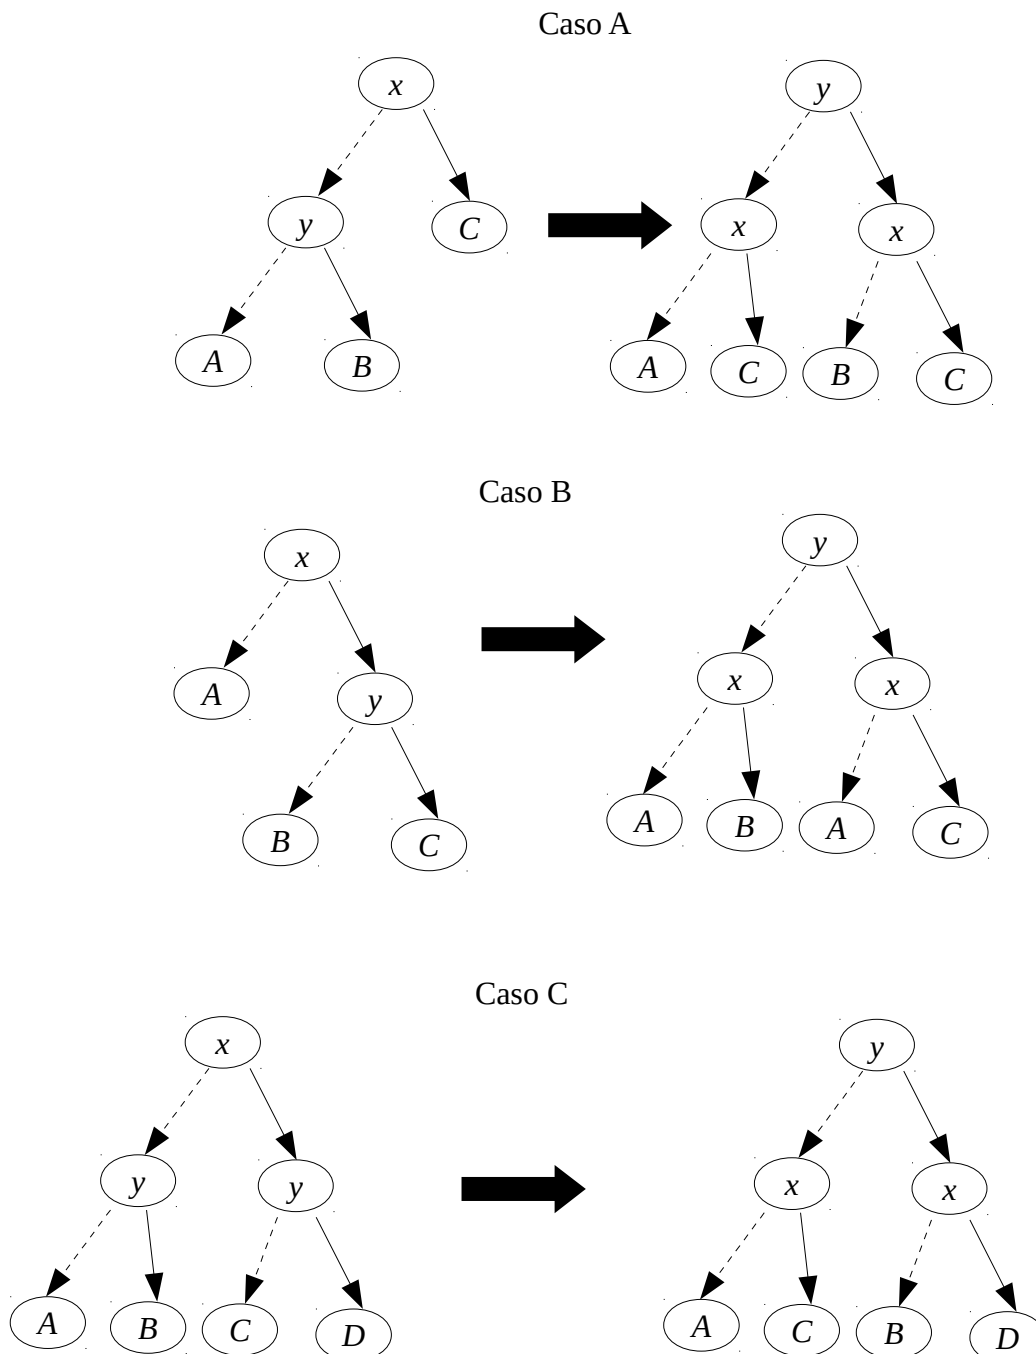 Caso A
x y
y C x x
A B A C B C
Caso B
x y
A y x x
B C A B A C
Caso C
x y
y y x x
A B C D A C B D